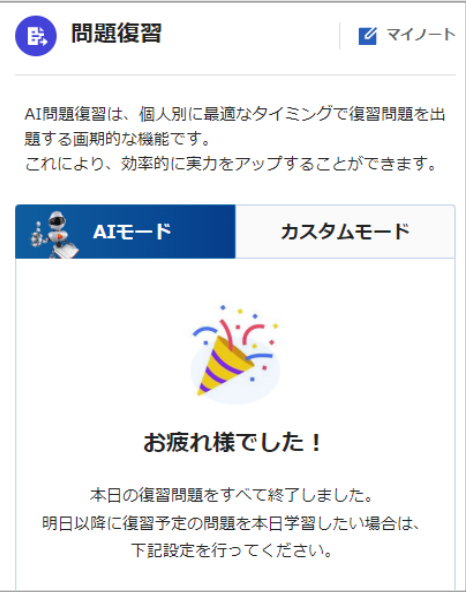 問題復習
マイノート
AI問題復習は、個人別に最適なタイミングで復習問題を出
題する画期的な機能です。
これにより、効率的に実力をアップすることができます。
AIモード
カスタムモード
お疲れ様でした！
本日の復習問題をすべて終了しました。
明日以降に復習予定の問題を本日学習したい場合は、
下記設定を行ってください。